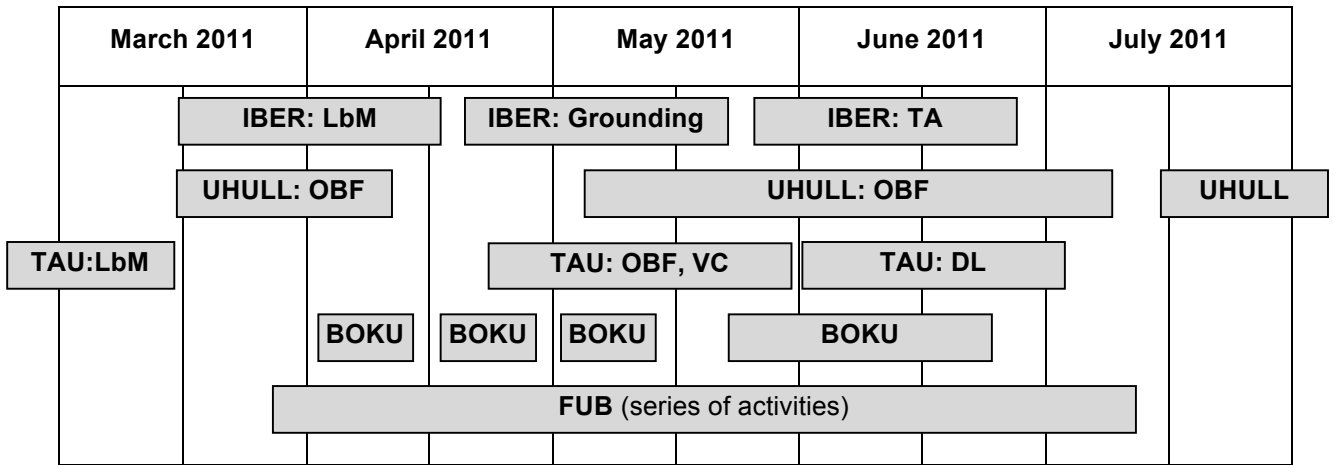 March 2011 April 2011 May 2011 June 2011 July 2011
IBER: LbM IBER: Grounding IBER: TA
UHULL: OBF UHULL: OBF UHULL
TAU:LbM TAU: OBF, VC TAU: DL
BOKU BOKU BOKU BOKU
FUB (series of activities)